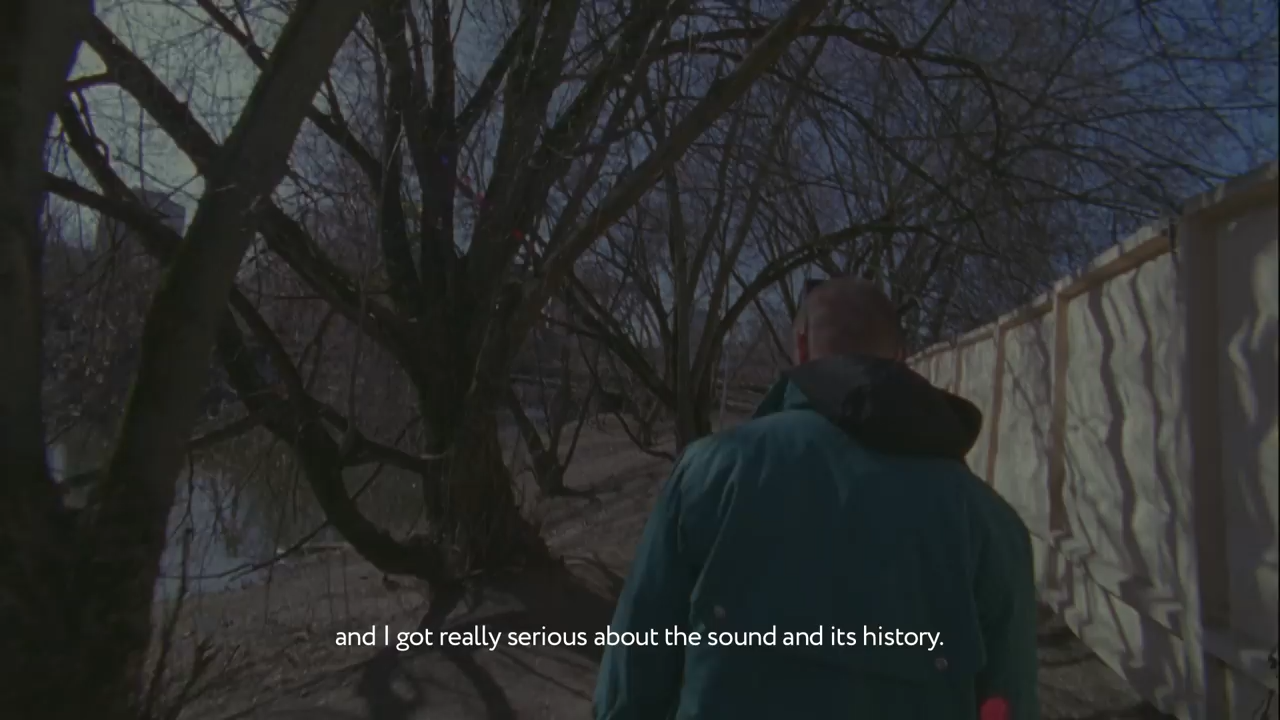 and I got really serious about the sound and its history.